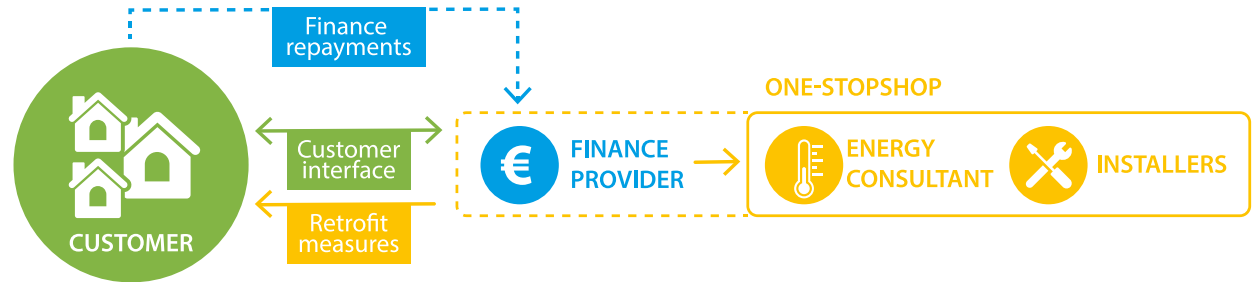 Finance
repayments
ONE-STOPSHOP
Customer
interface
€
FINANCE
PROVIDER
ENERGY
CONSULTANT
INSTALLERS
Retrofit
measures
CUSTOMER